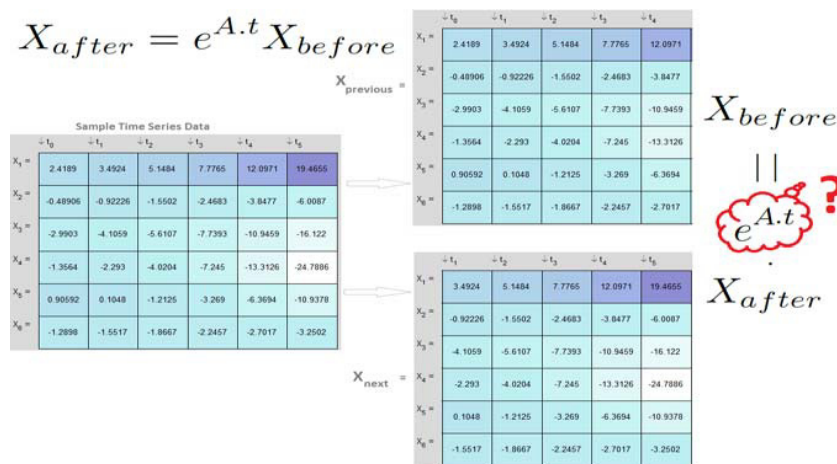 X_after = e^{A.t} X_before
↓t0 ↓t1 ↓t2 ↓t3 ↓t4
X1 = 2.4189 3.4924 5.1484 7.7765 12.0971
X2 = -0.48906 -0.92226 -1.5502 -2.4683 -3.8477
X3 = -2.9903 -4.1059 -5.6107 -7.7393 -10.9459
X4 = -1.3564 -2.293 -4.0204 -7.245 -13.3126
X5 = 0.90592 0.1048 -1.2125 -3.269 -6.3694
X6 = -1.2898 -1.5517 -1.8667 -2.2457 -2.7017
X_previous =
Sample Time Series Data
↓t0 ↓t1 ↓t2 ↓t3 ↓t4 ↓t5
X1 = 2.4189 3.4924 5.1484 7.7765 12.0971 19.4655
X2 = -0.48906 -0.92226 -1.5502 -2.4683 -3.8477 -6.0087
X3 = -2.9903 -4.1059 -5.6107 -7.7393 -10.9459 -16.122
X4 = -1.3564 -2.293 -4.0204 -7.245 -13.3126 -24.7886
X5 = 0.90592 0.1048 -1.2125 -3.269 -6.3694 -10.9378
X6 = -1.2898 -1.5517 -1.8667 -2.2457 -2.7017 -3.2502
X_before
||
e^{A.t} ?
.
X_after
↓t1 ↓t2 ↓t3 ↓t4 ↓t5
X1 = 3.4924 5.1484 7.7765 12.0971 19.4655
X2 = -0.92226 -1.5502 -2.4683 -3.8477 -6.0087
X3 = -4.1059 -5.6107 -7.7393 -10.9459 -16.122
X4 = -2.293 -4.0204 -7.245 -13.3126 -24.7886
X5 = 0.1048 -1.2125 -3.269 -6.3694 -10.9378
X6 = -1.5517 -1.8667 -2.2457 -2.7017 -3.2502
X_next =